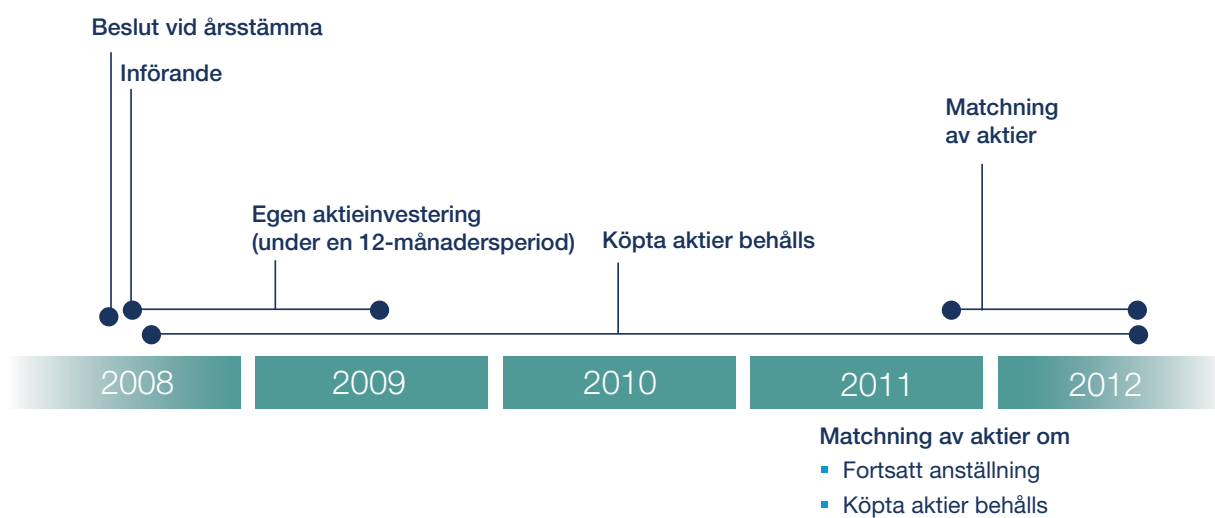 Beslut vid årsstämma
Införande
Matchning
av aktier
Egen aktieinvestering
(under en 12-månadersperiod)
Köpta aktier behålls
2008
2009
2010
2011
2012
Matchning av aktier om
▪ Fortsatt anställning
▪ Köpta aktier behålls